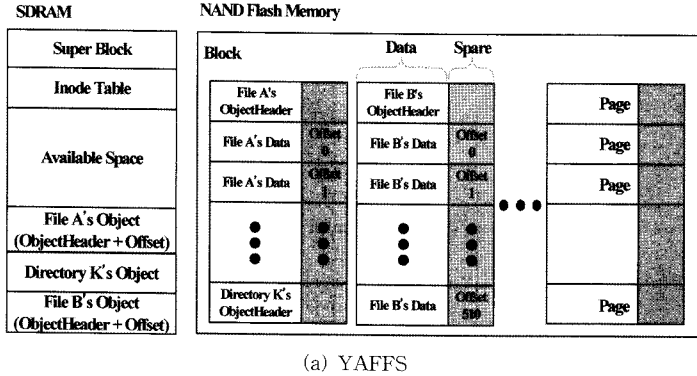 SDRAM
Super Block
Inode Table
Available Space
File A's Object
(ObjectHeader + Offset)
Directory K's Object
File B's Object
(ObjectHeader + Offset)
NAND Flash Memory
Block
Data
Spare
File A's
ObjectHeader
File A's Data
Offset
0
File A's Data
Offset
1
Directory K's
ObjectHeader
File B's
ObjectHeader
File B's Data
Offset
0
File B's Data
Offset
1
File B's Data
Offset
510
Page
Page
Page
Page
(a) YAFFS